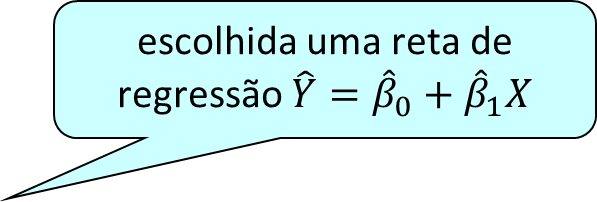 escolhida uma reta de
regressão Ŷ = β̂₀ + β̂₁X